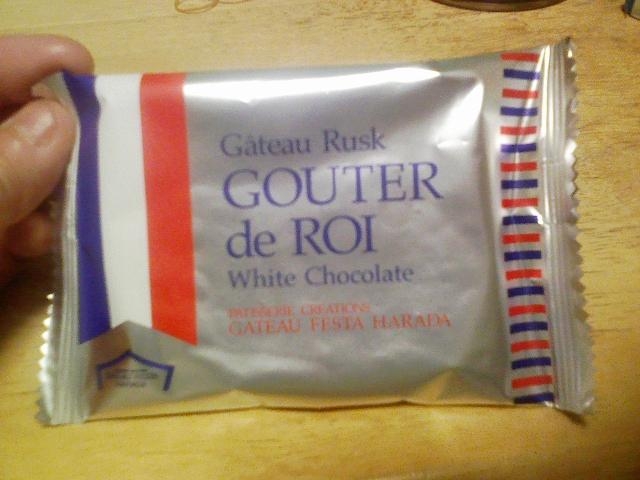 Gâteau Rusk
GOUTER
de ROI
White Chocolate
PATISSERIE CREATIONS
GATEAU FESTA HARADA